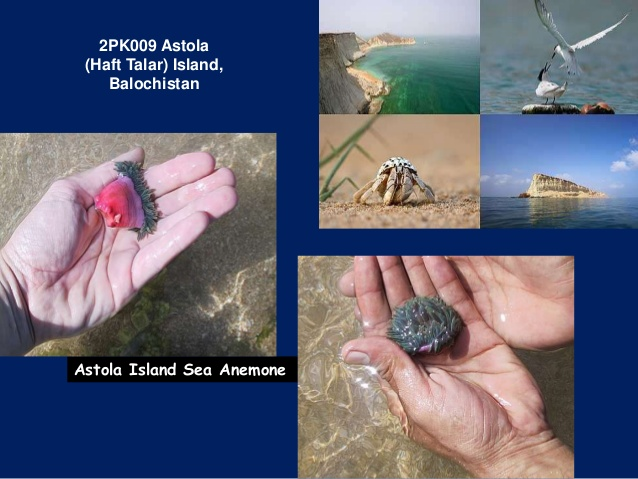 2PK009 Astola
(Haft Talar) Island,
Balochistan
Astola Island Sea Anemone